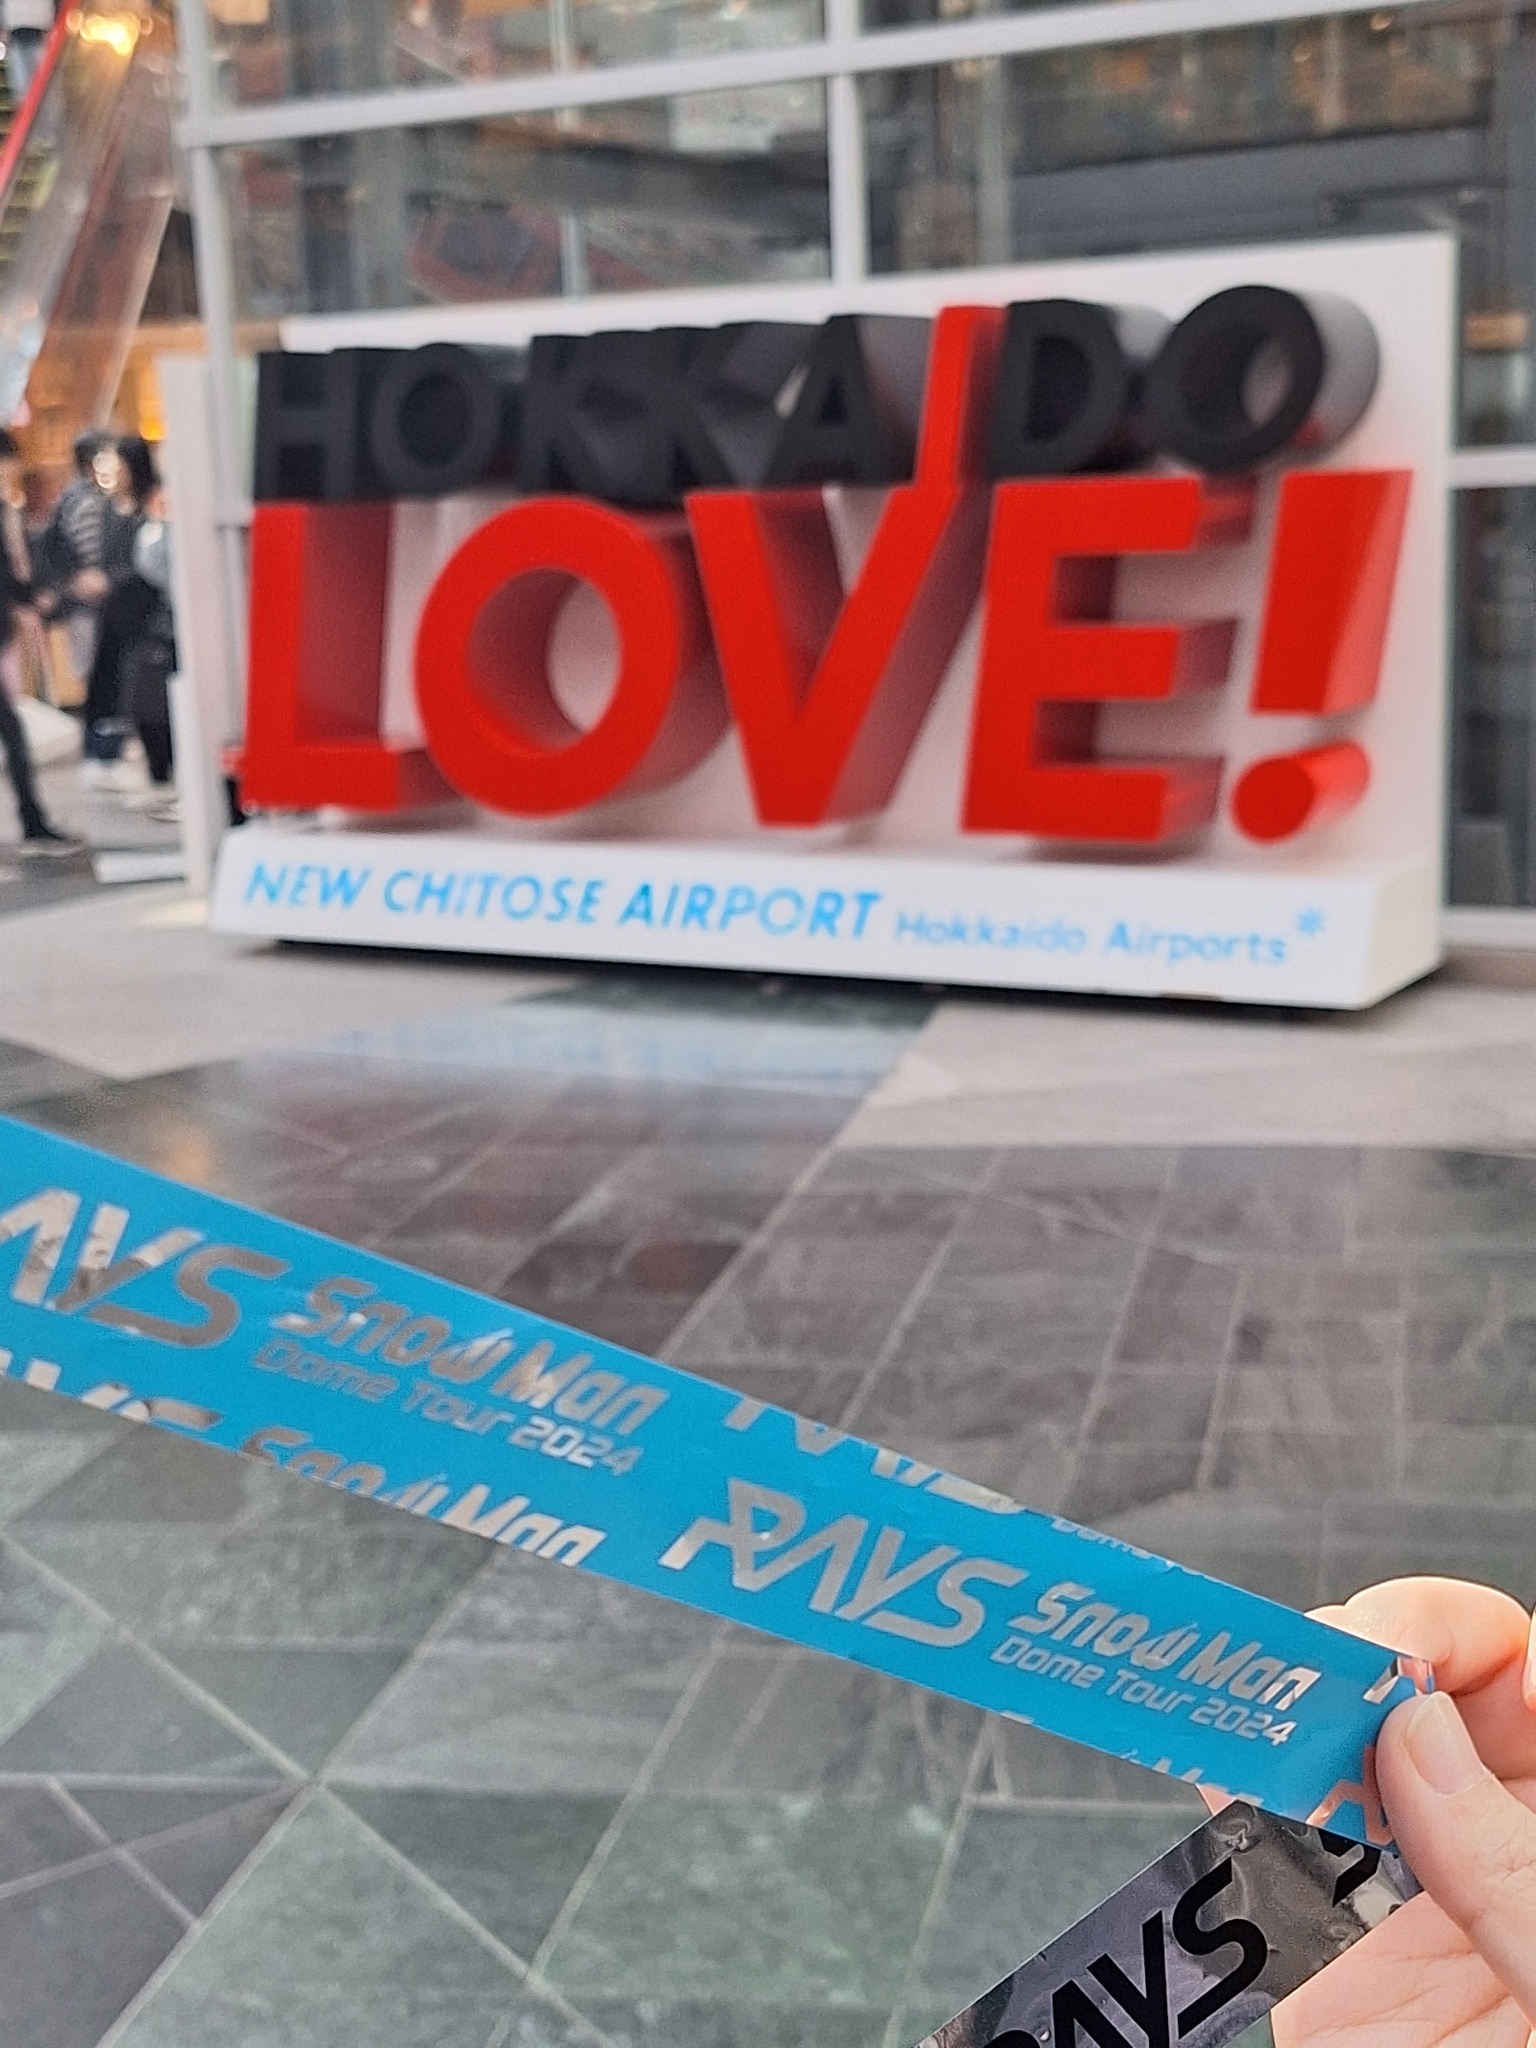 HOKKAIDO
LOVE!
NEW CHITOSE AIRPORT Hokkaido Airports*
RAYS Snow Man
Dome Tour 2024
Snow Man
RAYS Snow Man
Dome Tour 2024
RAYS